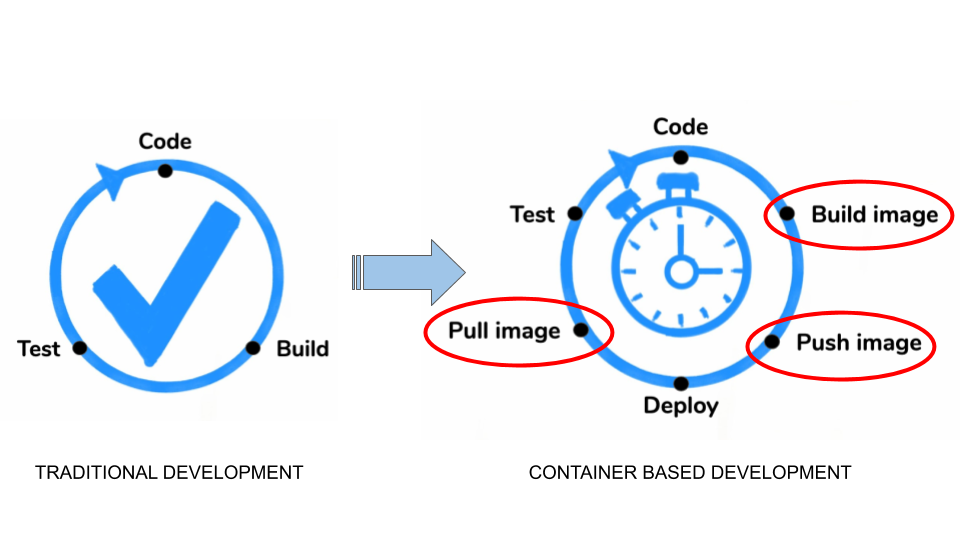 Code
Test
Build
TRADITIONAL DEVELOPMENT
Code
Test
Build image
Pull image
Push image
Deploy
CONTAINER BASED DEVELOPMENT